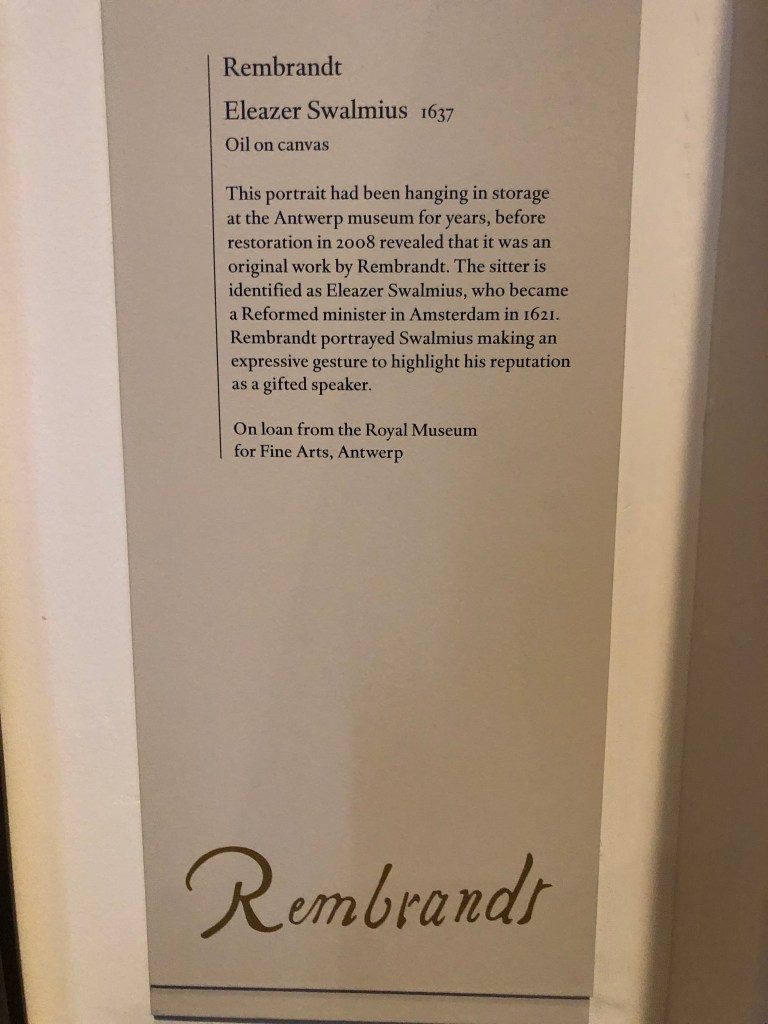 Rembrandt
Eleazer Swalmius 1637
Oil on canvas
This portrait had been hanging in storage
at the Antwerp museum for years, before
restoration in 2008 revealed that it was an
original work by Rembrandt. The sitter is
identified as Eleazer Swalmius, who became
a Reformed minister in Amsterdam in 1621.
Rembrandt portrayed Swalmius making an
expressive gesture to highlight his reputation
as a gifted speaker.
On loan from the Royal Museum
for Fine Arts, Antwerp
Rembrandt